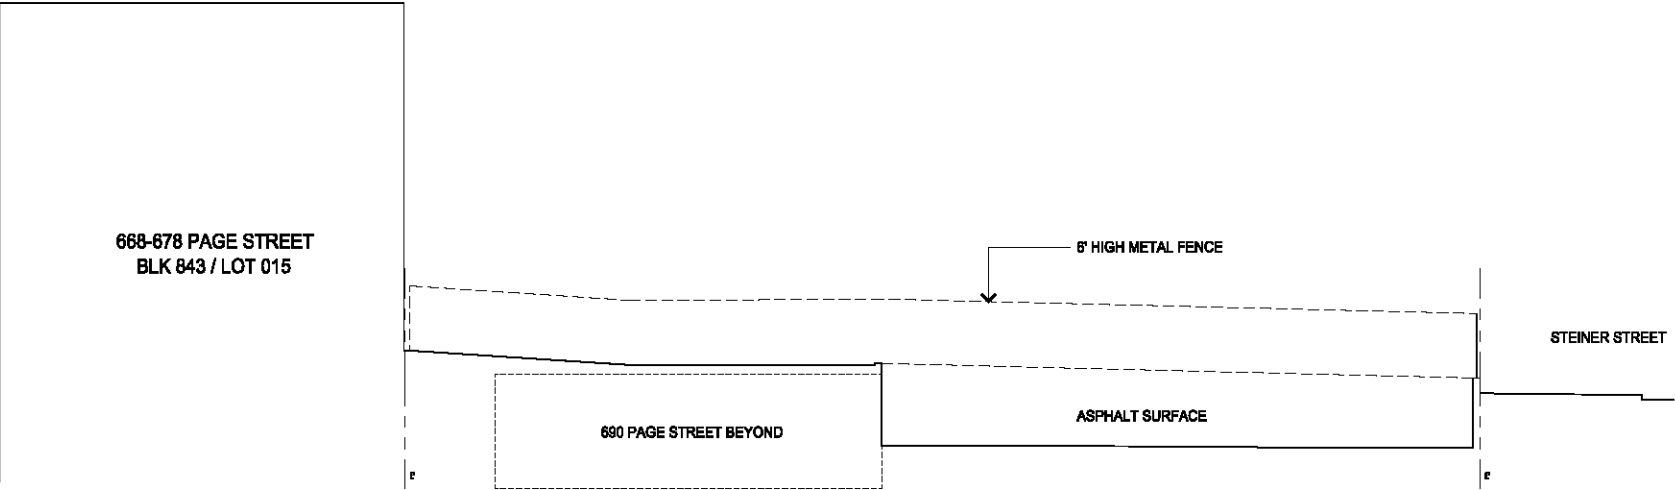 668-678 PAGE STREET
BLK 843 / LOT 015
6' HIGH METAL FENCE
STEINER STREET
ASPHALT SURFACE
690 PAGE STREET BEYOND